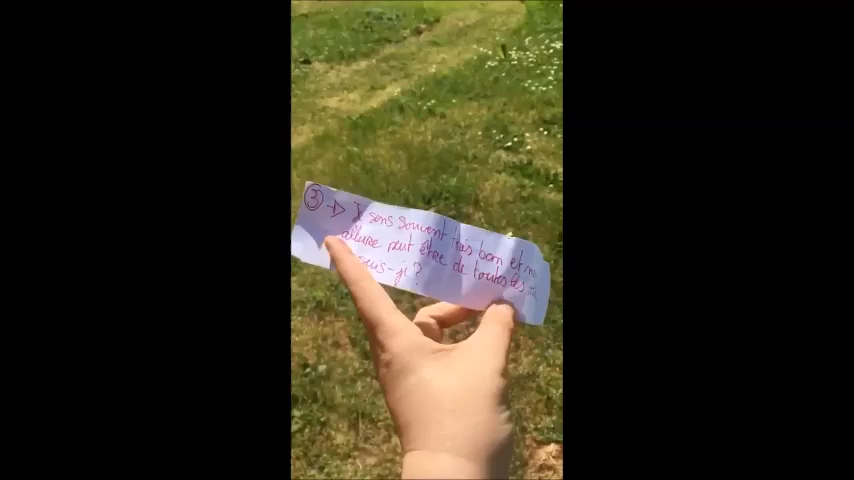 ③ → Je sens souvent très bon et m
allure peut être de toutes les
suis-je ?